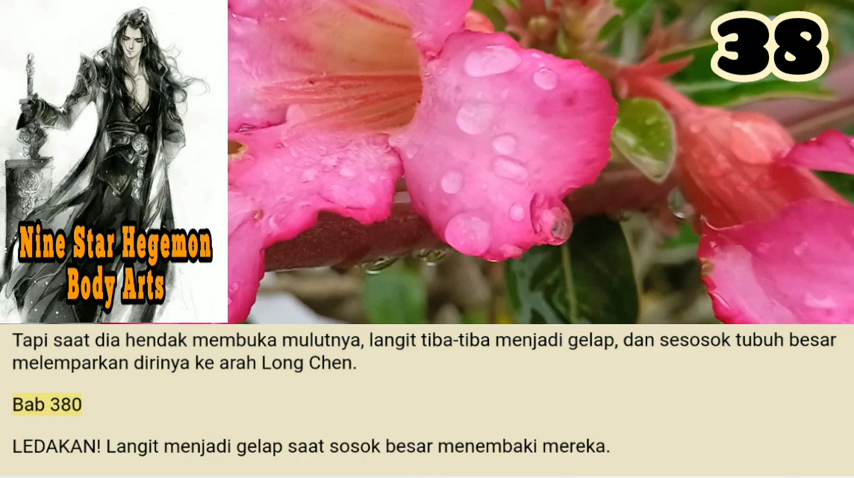 38
Nine Star Hegemon
Body Arts
Tapi saat dia hendak membuka mulutnya, langit tiba-tiba menjadi gelap, dan sesosok tubuh besar
melemparkan dirinya ke arah Long Chen.
Bab 380
LEDAKAN! Langit menjadi gelap saat sosok besar menembaki mereka.